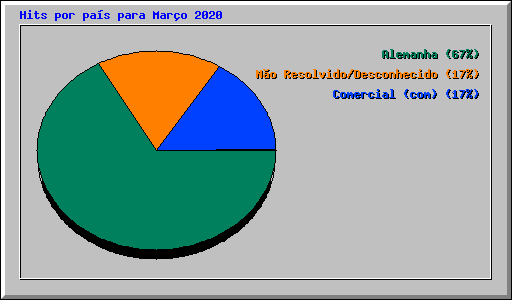 Hits por país para Março 2020
Alemanha (67%)
Não Resolvido/Desconhecido (17%)
Comercial (com) (17%)